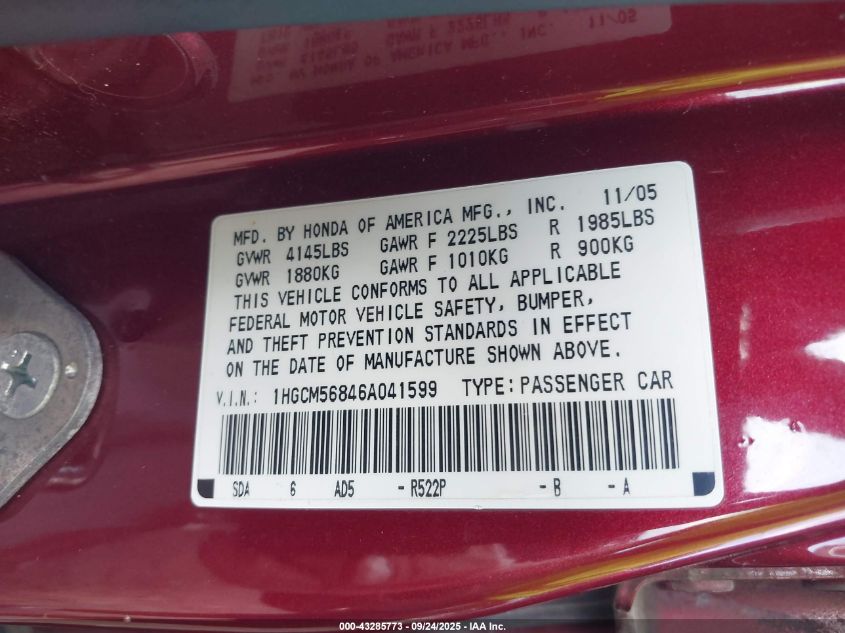 MFD. BY HONDA OF AMERICA MFG., INC. 11/05
GVWR 4145LBS GAWR F 2225LBS R 1985LBS
GVWR 1880KG GAWR F 1010KG R 900KG
THIS VEHICLE CONFORMS TO ALL APPLICABLE
FEDERAL MOTOR VEHICLE SAFETY, BUMPER,
AND THEFT PREVENTION STANDARDS IN EFFECT
ON THE DATE OF MANUFACTURE SHOWN ABOVE.
V.I.N.: 1HGCM56846A041599 TYPE: PASSENGER CAR
SDA 6 AD5 - R522P - B - A
000-43285773 - 09/24/2025 - IAA Inc.